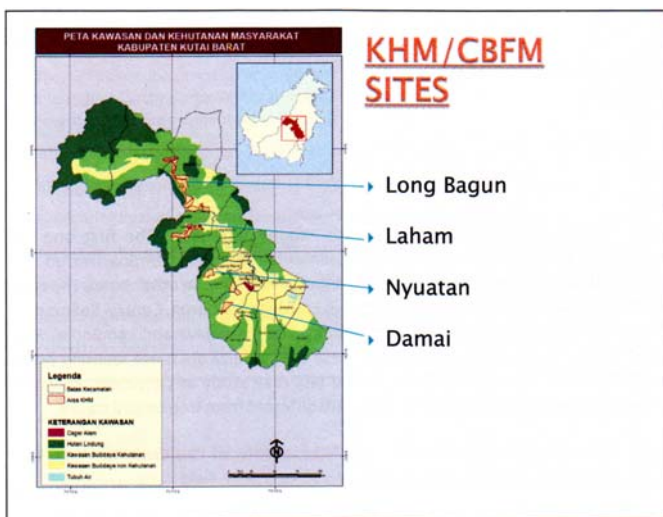 PETA KAWASAN DAN KEHUTANAN MASYARAKAT
KABUPATEN KUTAI BARAT
KHM/CBFM
SITES
Long Bagun
Laham
Nyuatan
Damai
Legenda
Batas Kecamatan
Area KHM
KETERANGAN KAWASAN
Cagar Alam
Hutan Lindung
Kawasan Budidaya Kehutanan
Kawasan Budidaya non Kehutanan
Tubuh Air